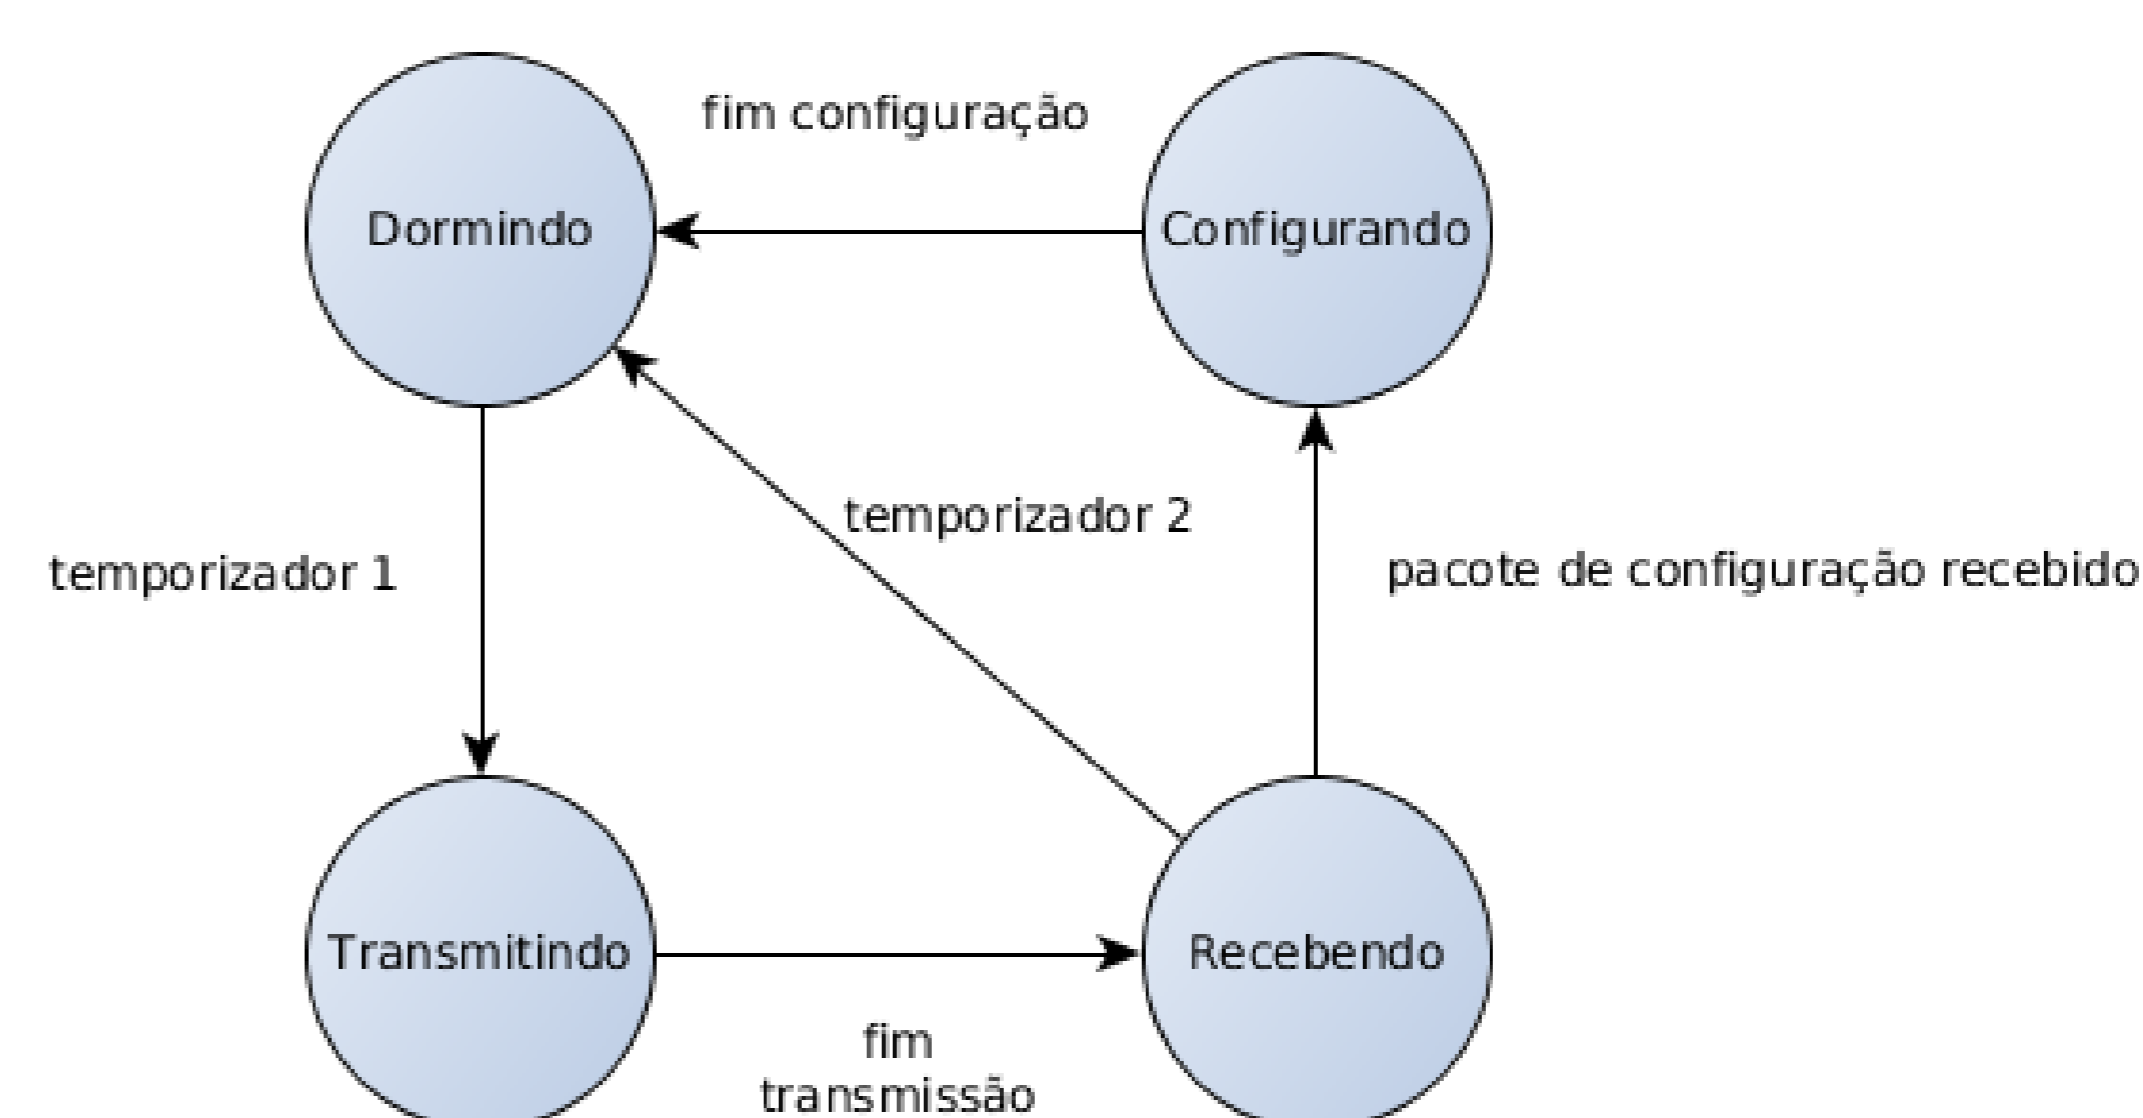 fim configuração
Dormindo
Configurando
temporizador 2
temporizador 1
pacote de configuração recebido
Transmitindo
Recebendo
fim
transmissão